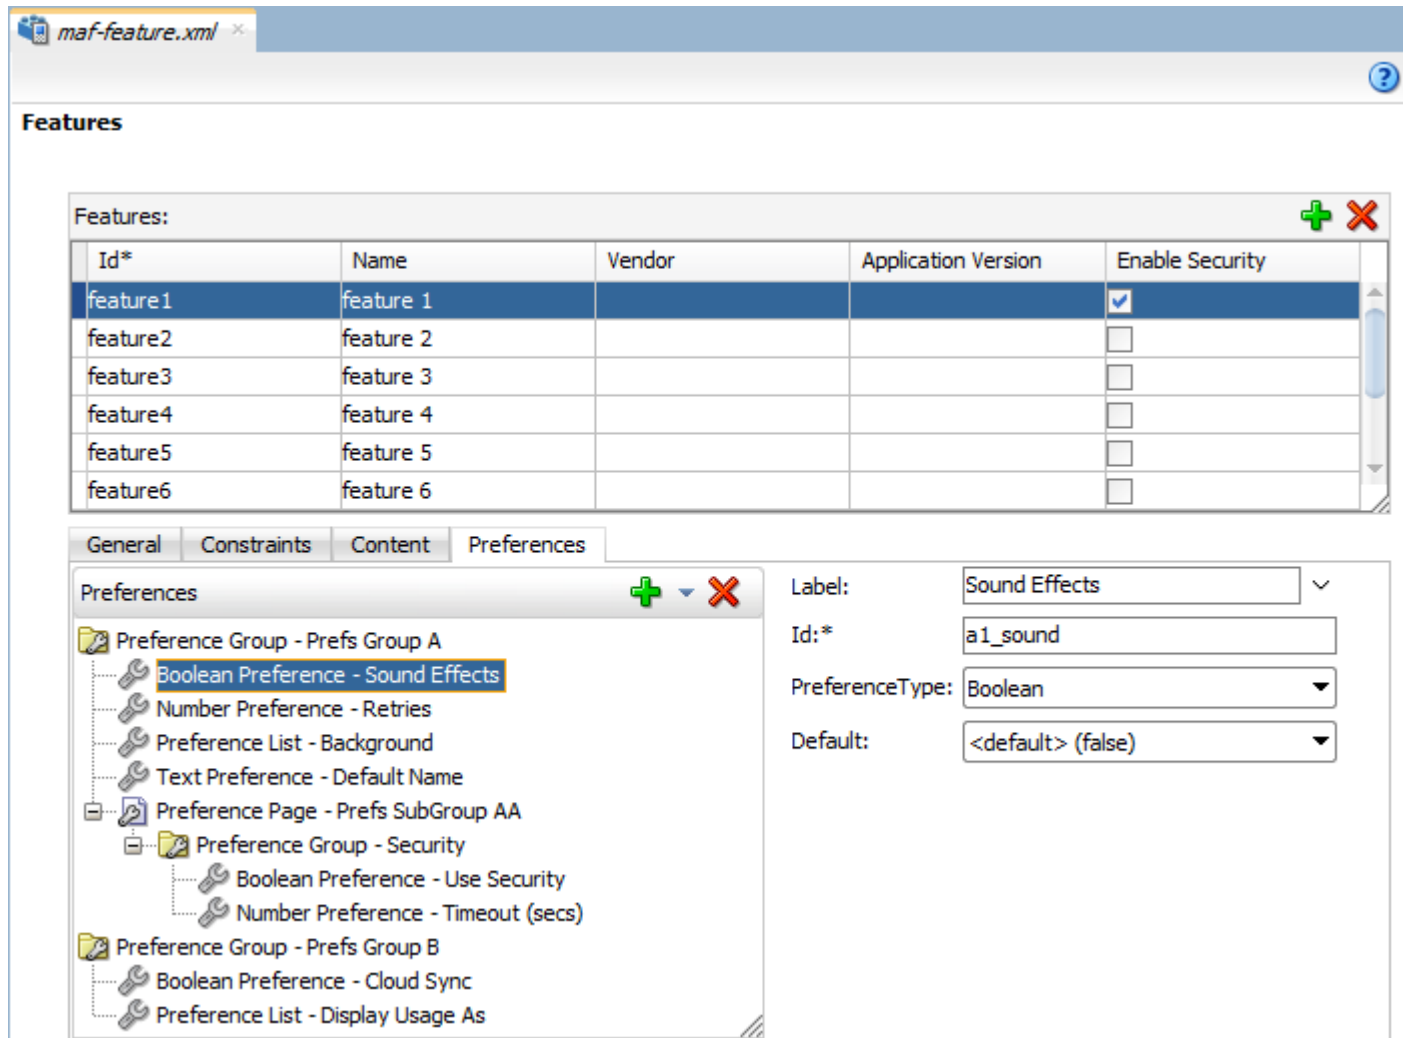 maf-feature.xml
Features
Features:
Id* Name Vendor Application Version Enable Security
feature1 feature 1
feature2 feature 2
feature3 feature 3
feature4 feature 4
feature5 feature 5
feature6 feature 6
General Constraints Content Preferences
Preferences
Preference Group - Prefs Group A
Boolean Preference - Sound Effects
Number Preference - Retries
Preference List - Background
Text Preference - Default Name
Preference Page - Prefs SubGroup AA
Preference Group - Security
Boolean Preference - Use Security
Number Preference - Timeout (secs)
Preference Group - Prefs Group B
Boolean Preference - Cloud Sync
Preference List - Display Usage As
Label: Sound Effects
Id:* a1_sound
PreferenceType: Boolean
Default: <default> (false)